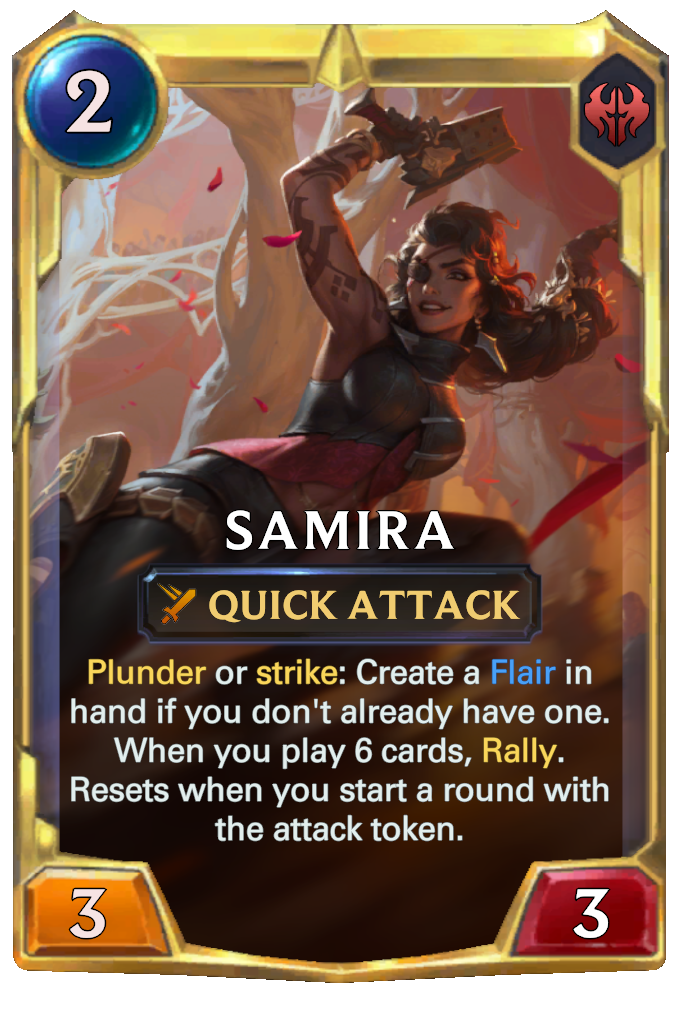 2
SAMIRA
QUICK ATTACK
Plunder or strike: Create a Flair in
hand if you don't already have one.
When you play 6 cards, Rally.
Resets when you start a round with
the attack token.
3
3